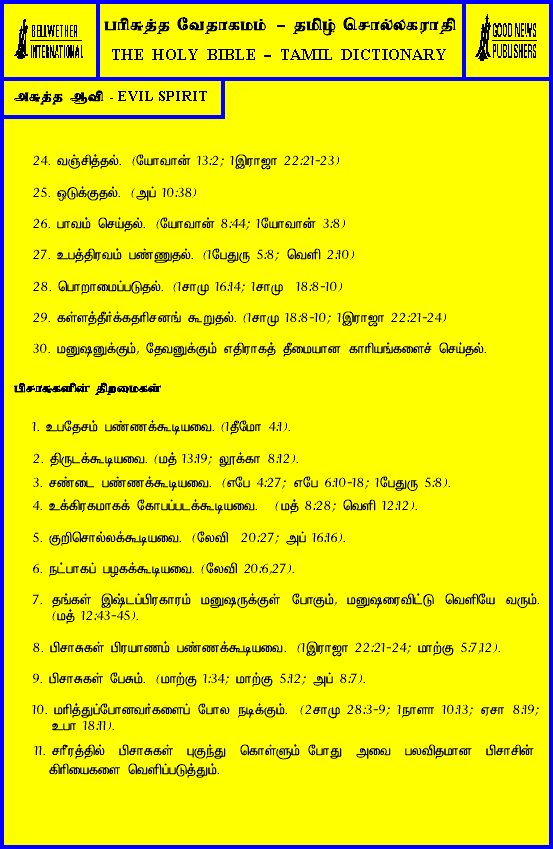 BELLWETHER
INTERNATIONAL
பரிசுத்த வேதாகமம் – தமிழ் சொல்லகராதி
THE HOLY BIBLE – TAMIL DICTIONARY
GOOD NEWS
PUBLISHERS
அசுத்த ஆவி - EVIL SPIRIT
24. வஞ்சித்தல். (யோவான் 13:2; 1இராஜா 22:21-23)
25. ஒடுக்குதல். (அப் 10:38)
26. பாவம் செய்தல். (யோவான் 8:44; 1யோவான் 3:8)
27. உபத்திரவம் பண்ணுதல். (1பேதுரு 5:8; வெளி 2:10)
28. பொறாமைப்படுதல். (1சாமு 16:14; 1சாமு 18:8-10)
29. கள்ளத்தீர்க்கதரிசனங் கூறுதல். (1சாமு 18:8-10; 1இராஜா 22:21-24)
30. மனுஷனுக்கும், தேவனுக்கும் எதிராகத் தீமையான காரியங்களைச் செய்தல்.
பிசாசுகளின் திறமைகள்
1. உபதேசம் பண்ணக்கூடியவை. (1தீமோ 4:1).
2. திருடக்கூடியவை. (மத் 13:19; லூக்கா 8:12).
3. சண்டை பண்ணக்கூடியவை. (எபே 4:27; எபே 6:10-18; 1பேதுரு 5:8).
4. உக்கிரகமாகக் கோபப்படக்கூடியவை. (மத் 8:28; வெளி 12:12).
5. குறிசொல்லக்கூடியவை. (லேவி 20:27; அப் 16:16).
6. நட்பாகப் பழகக்கூடியவை. (லேவி 20:6,27).
7. தங்கள் இஷ்டப்பிரகாரம் மனுஷருக்குள் போகும், மனுஷரைவிட்டு வெளியே வரும்.
(மத் 12:43-45).
8. பிசாசுகள் பிரயாணம் பண்ணக்கூடியவை. (1இராஜா 22:21-24; மாற்கு 5:7,12).
9. பிசாசுகள் பேசும். (மாற்கு 1:34; மாற்கு 5:12; அப் 8:7).
10. மரித்துப்போனவர்களைப் போல நடிக்கும். (2சாமு 28:3-9; 1நாளா 10:13; ஏசா 8:19;
உபா 18:11).
11. சரீரத்தில் பிசாசுகள் புகுந்து கொள்ளும் போது அவை பலவிதமான பிசாசின்
கிரியைகளை வெளிப்படுத்தும்.